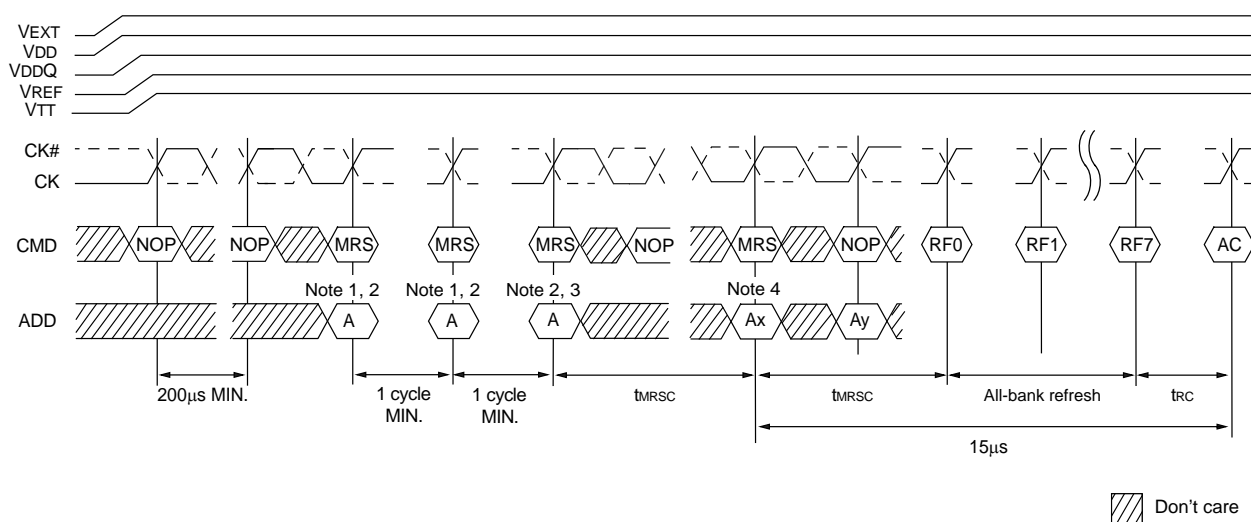 VEXT
VDD
VDDQ
VREF
VTT
CK#
CK
CMD NOP NOP MRS MRS MRS NOP MRS NOP RF0 RF1 RF7 AC
Note 1, 2 Note 1, 2 Note 2, 3 Note 4
ADD A A A Ax Ay
200μs MIN. 1 cycle MIN. 1 cycle MIN. tMRSC tMRSC All-bank refresh tRC
15μs
Don't care